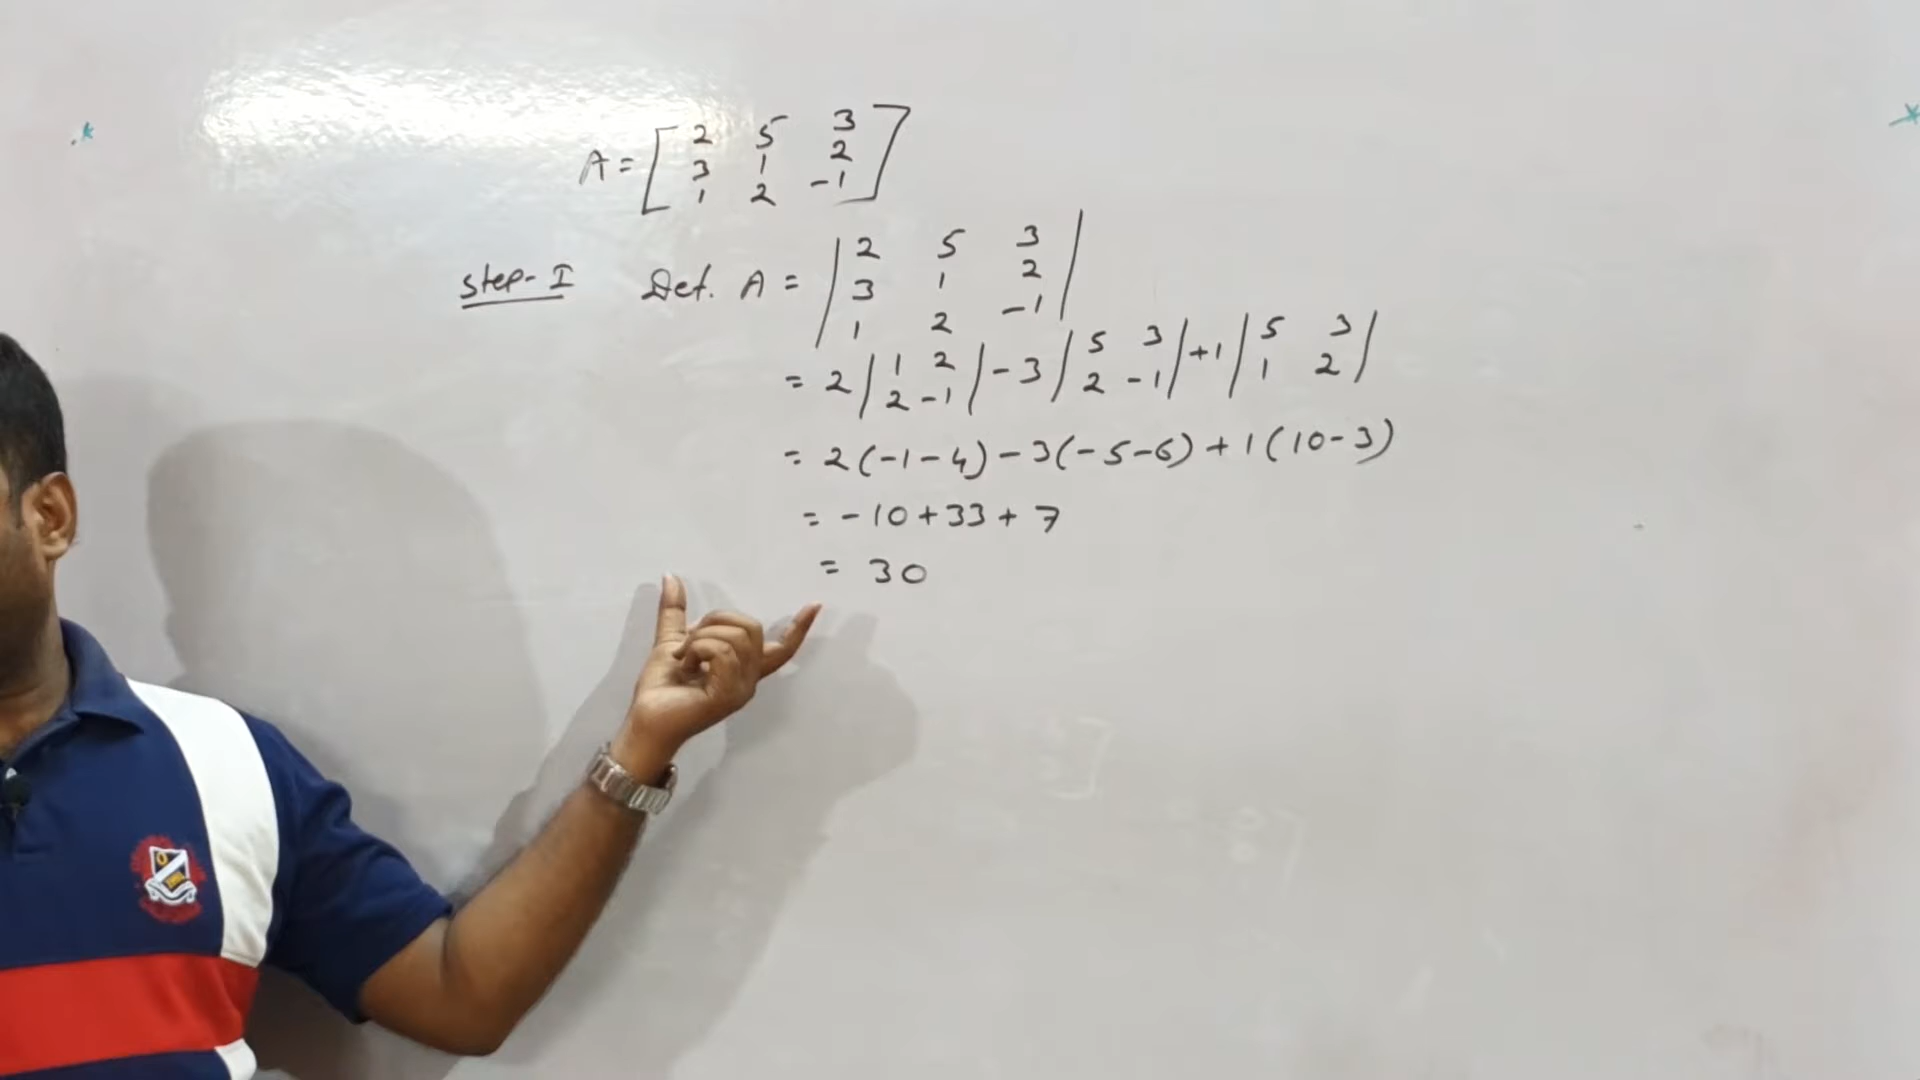 A = [ 2 5 3
3 1 2
1 2 -1 ]
Step-I Det. A = | 2 5 3
3 1 2
1 2 -1 |
= 2 | 1 2 | - 3 | 5 3 | +1 | 5 3 |
2 -1 2 -1 1 2
= 2(-1-4) - 3(-5-6) + 1(10-3)
= -10+33+7
= 30